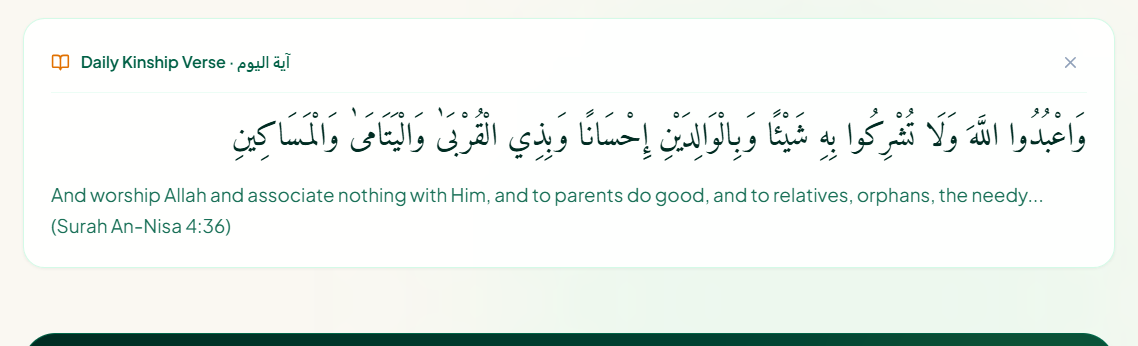 Daily Kinship Verse · آية اليوم
وَاعْبُدُوا اللَّهَ وَلَا تُشْرِكُوا بِهِ شَيْئًا وَبِالْوَالِدَيْنِ إِحْسَانًا وَبِذِي الْقُرْبَىٰ وَالْيَتَامَىٰ وَالْمَسَاكِينِ
And worship Allah and associate nothing with Him, and to parents do good, and to relatives, orphans, the needy...
(Surah An-Nisa 4:36)